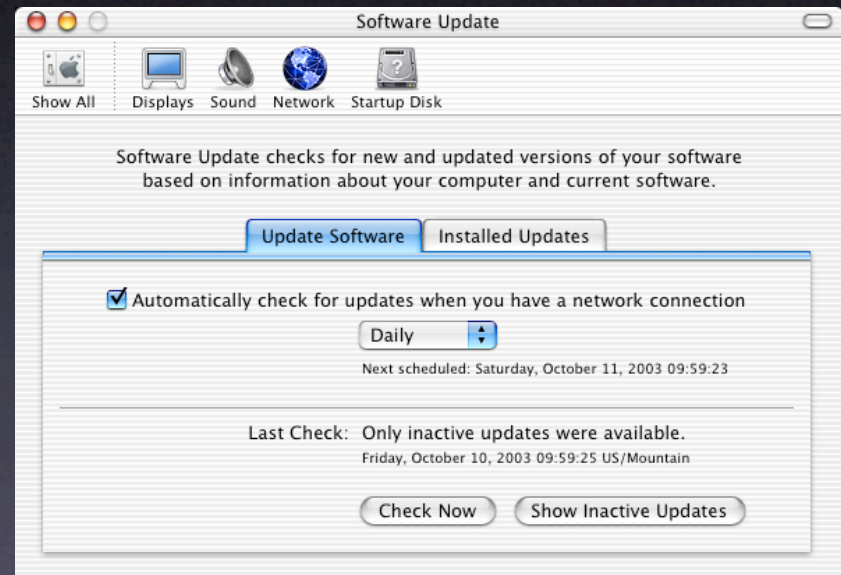 Software Update
Show All Displays Sound Network Startup Disk
Software Update checks for new and updated versions of your software
based on information about your computer and current software.
Update Software Installed Updates
Automatically check for updates when you have a network connection
Daily
Next scheduled: Saturday, October 11, 2003 09:59:23
Last Check: Only inactive updates were available.
Friday, October 10, 2003 09:59:25 US/Mountain
Check Now Show Inactive Updates